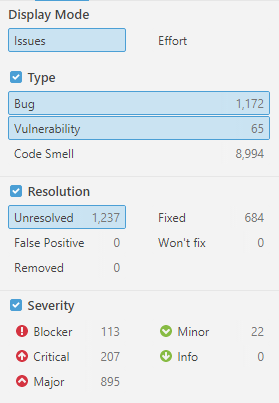 Display Mode
Issues Effort
Type
Bug 1,172
Vulnerability 65
Code Smell 8,994
Resolution
Unresolved 1,237 Fixed 684
False Positive 0 Won't fix 0
Removed 0
Severity
Blocker 113 Minor 22
Critical 207 Info 0
Major 895